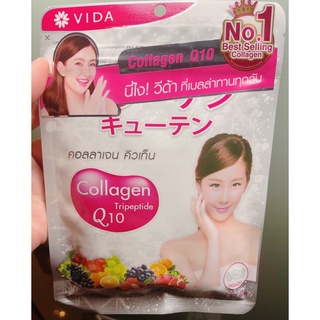 VIDA
No.1
Best Selling
Collagen
Collagen Q10
นี่ไง! วีด้า ที่เบลล่าทานทุกวัน
キューテン
คอลลาเจน คิวเท็น
Collagen
Tripeptide
Q10